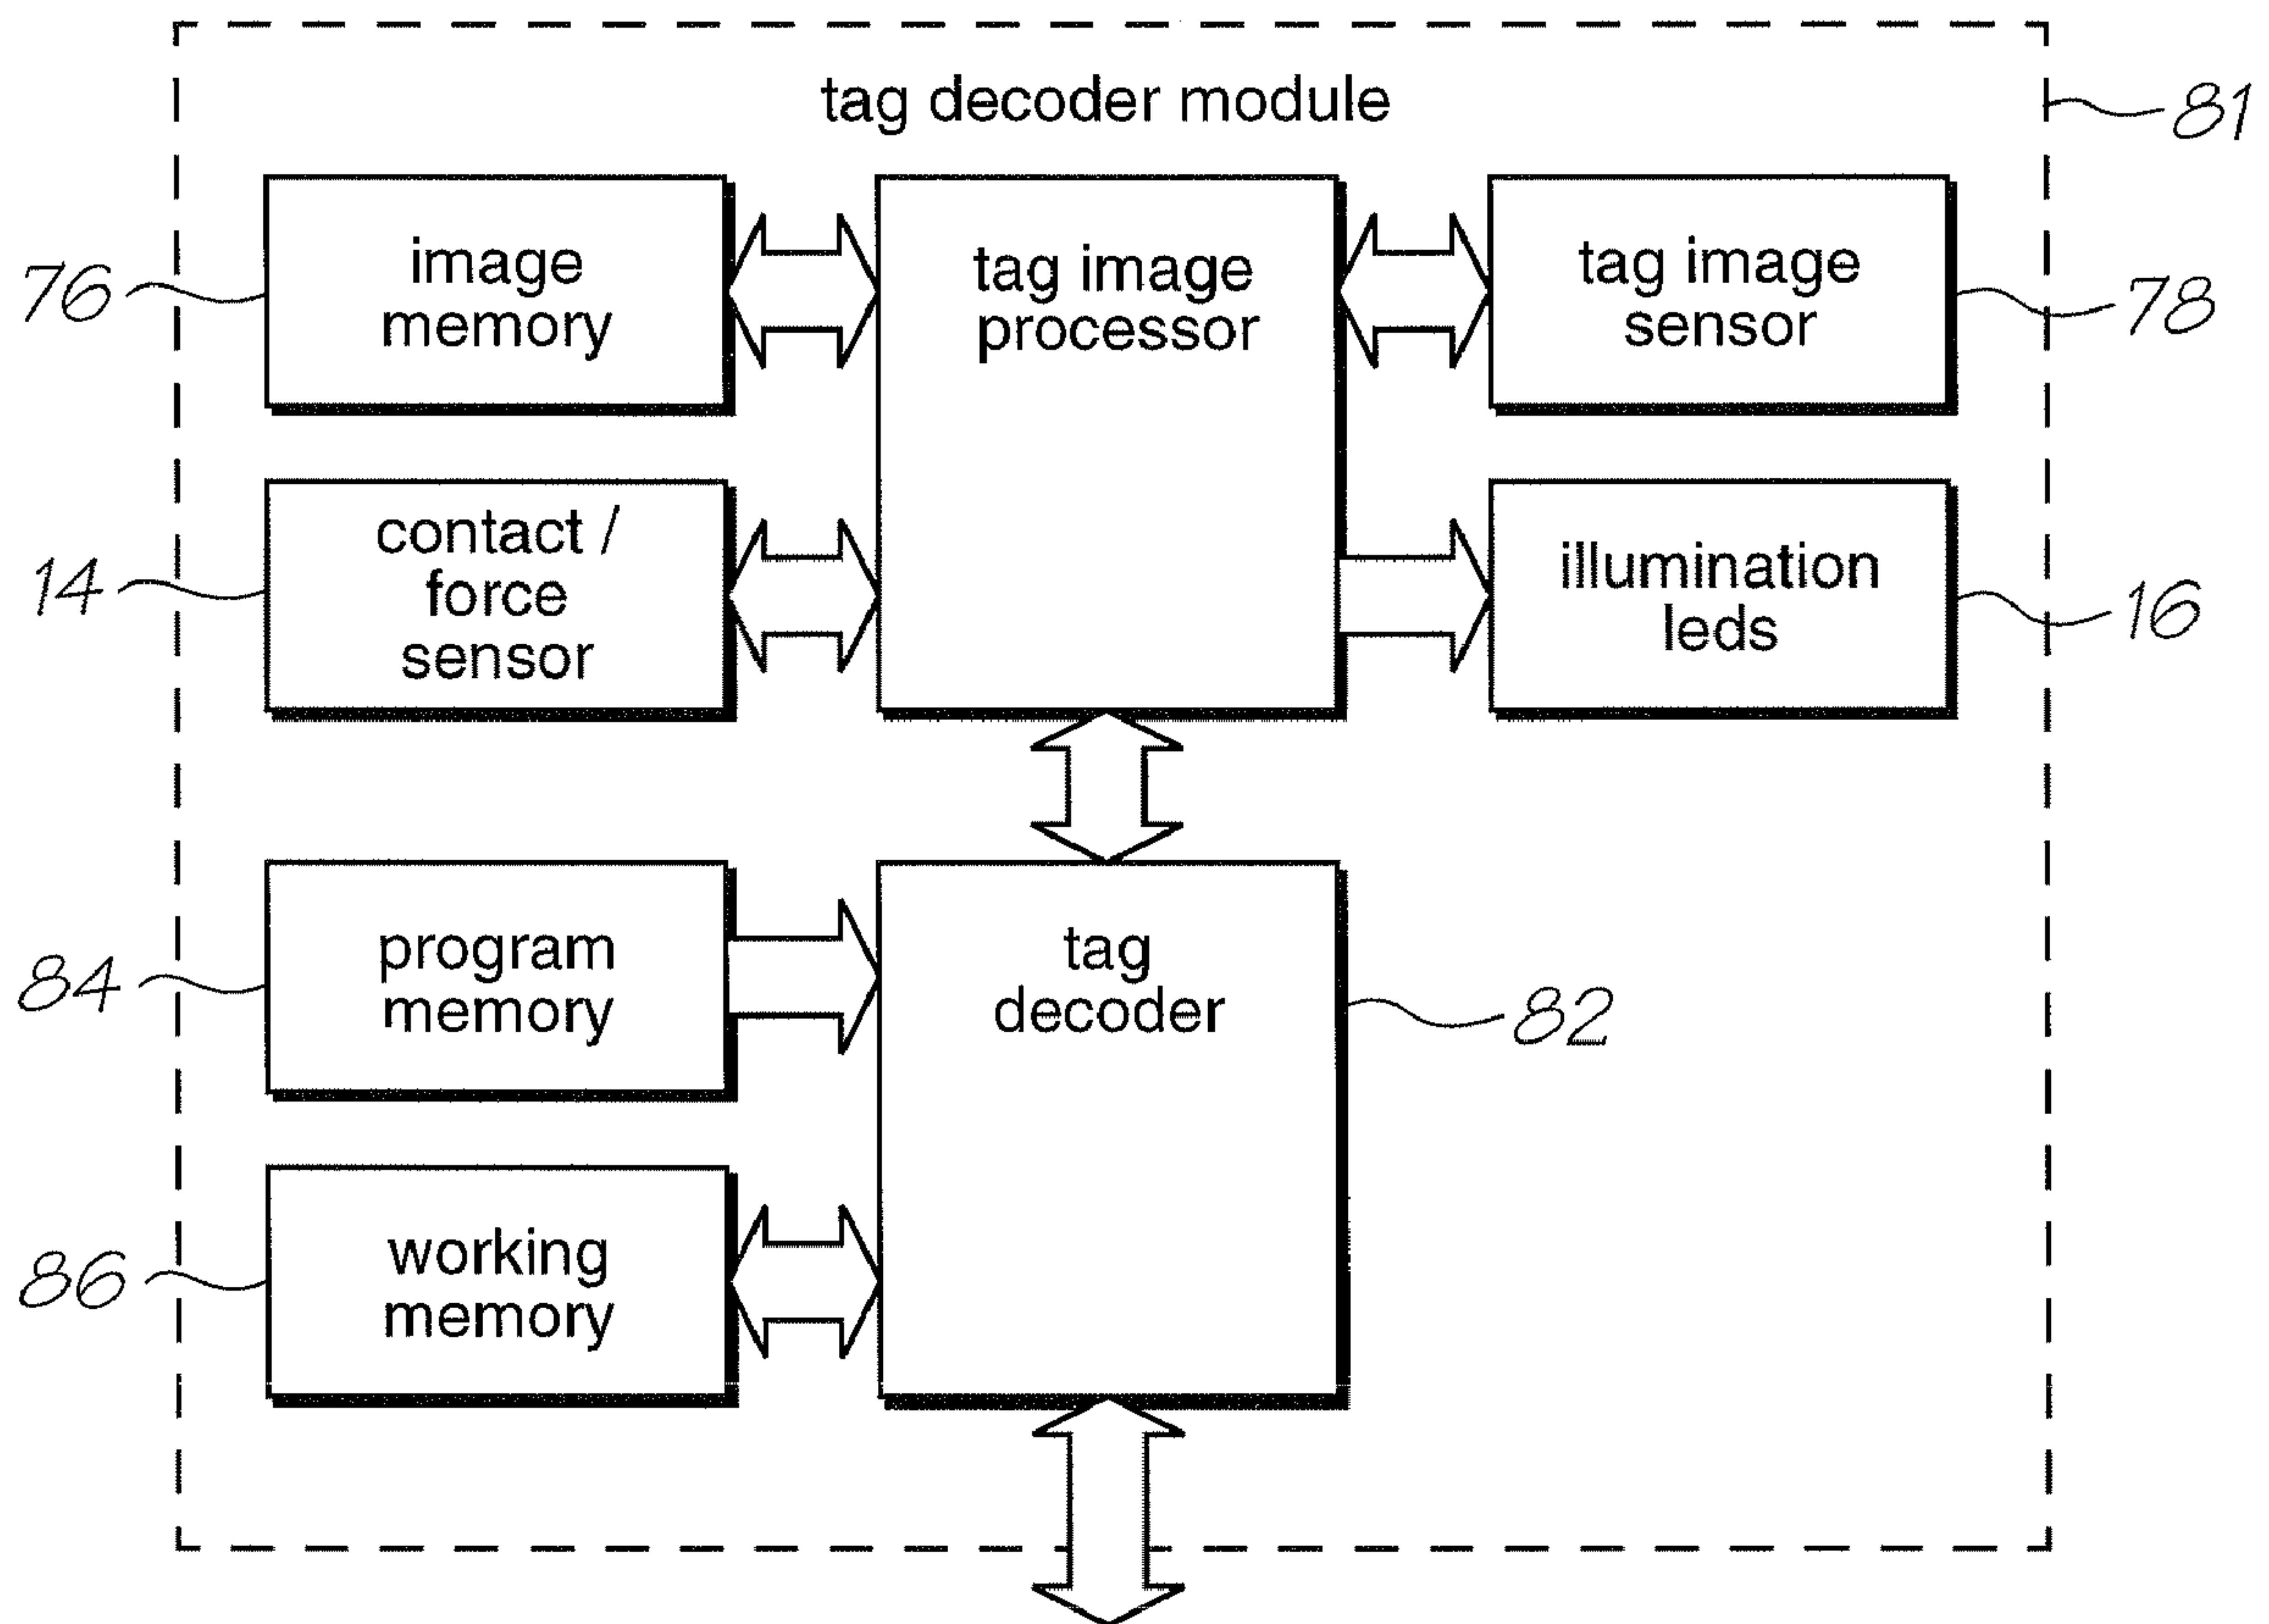 tag decoder module
81
76
image
memory
tag image
processor
tag image
sensor
78
14
contact /
force
sensor
illumination
leds
16
84
program
memory
tag
decoder
82
86
working
memory